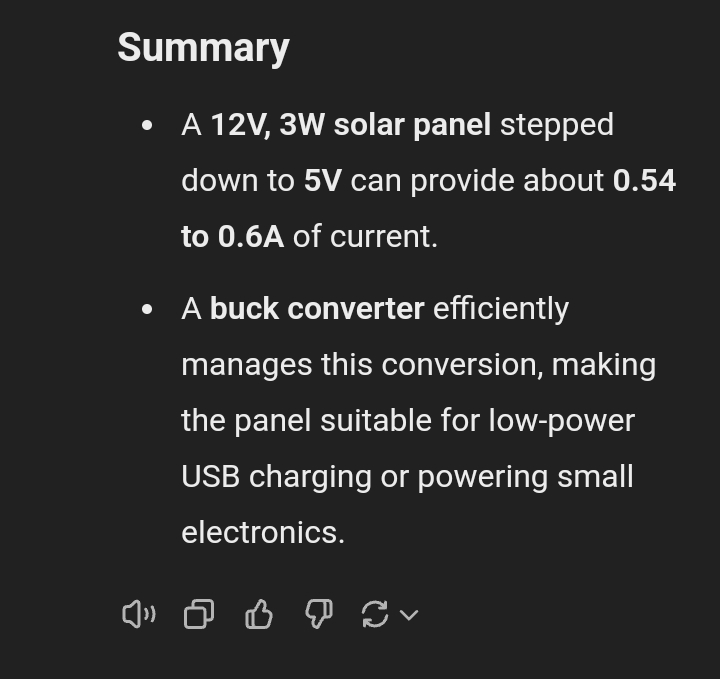 Summary
• A 12V, 3W solar panel stepped
down to 5V can provide about 0.54
to 0.6A of current.
• A buck converter efficiently
manages this conversion, making
the panel suitable for low-power
USB charging or powering small
electronics.